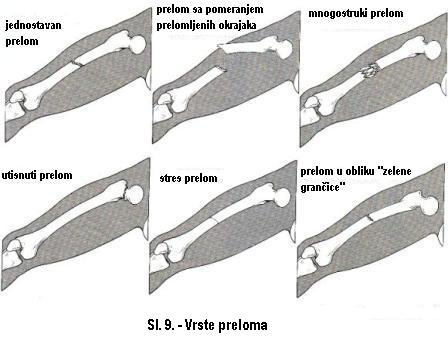 jednostavan
prelom
prelom sa pomeranjem
prelomljenih okrajaka
mnogostruki prelom
utisnuti prelom
stres prelom
prelom u obliku "zelene
grančice"
Sl. 9. - Vrste preloma